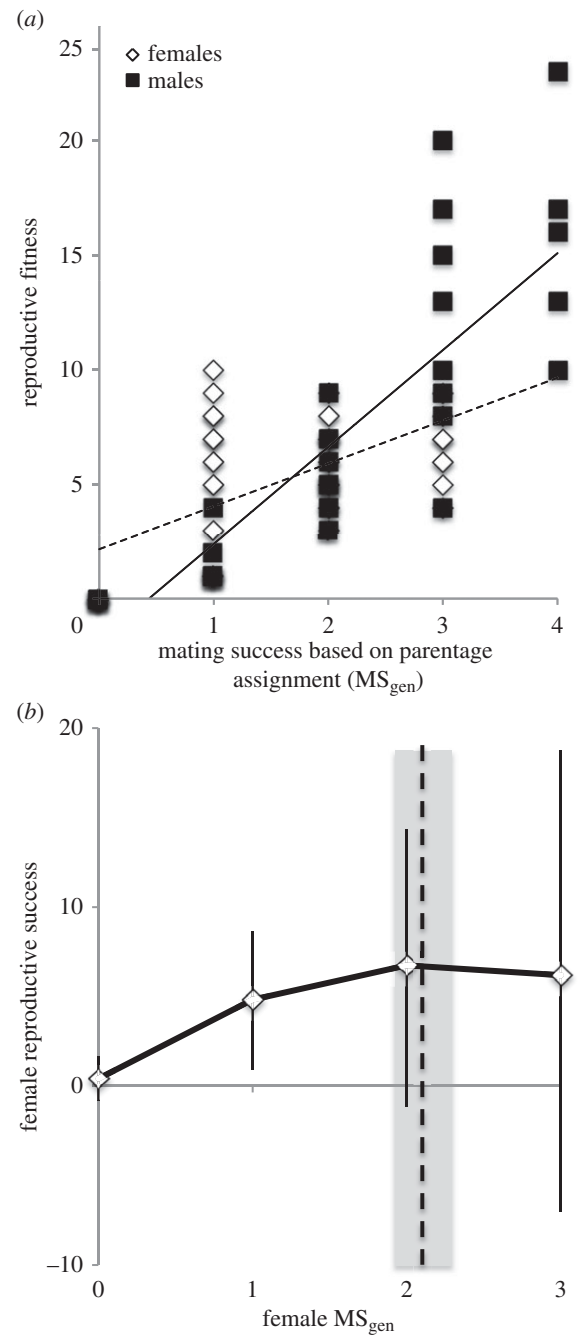 (a)
25
females
males
20
15
10
5
0
1
2
3
4
reproductive fitness
mating success based on parentage
assignment (MSgen)
(b)
20
10
0
−10
0
1
2
3
female reproductive success
female MSgen